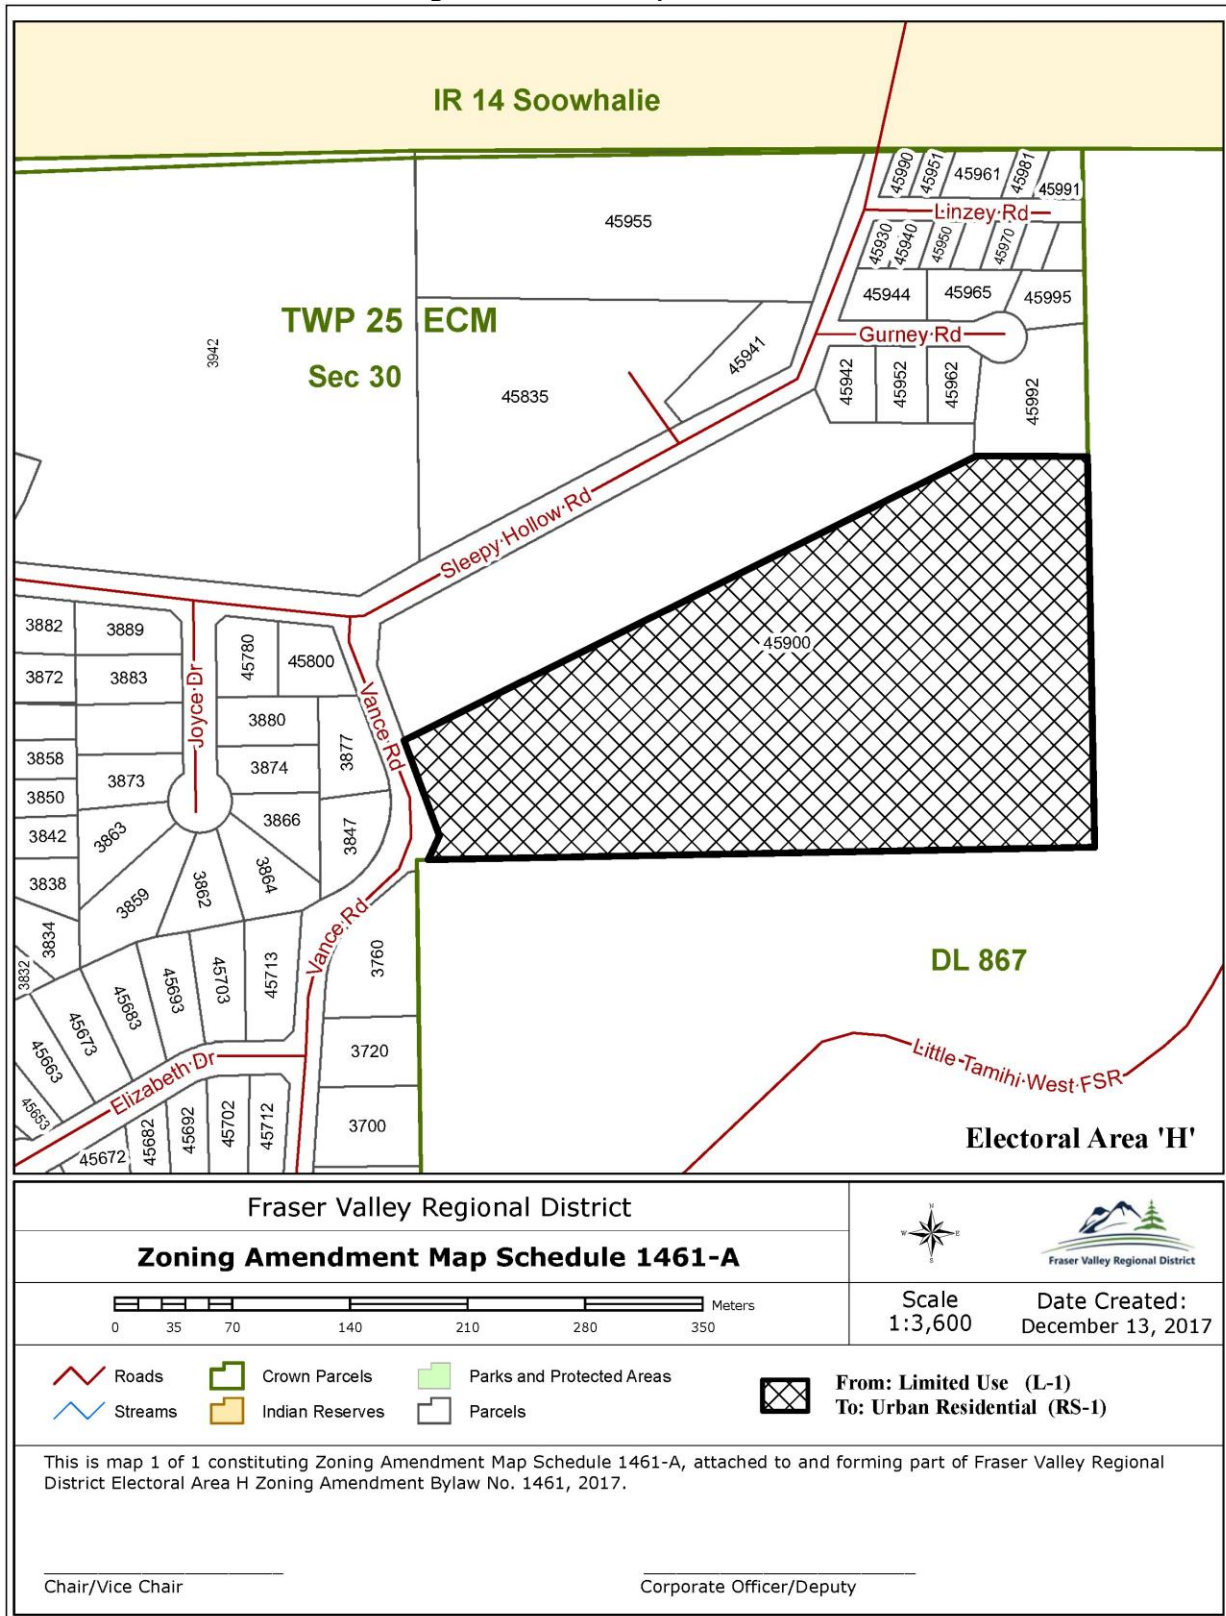 IR 14 Soowhalie
45990
45951
45961
45981
45991
Linzey Rd
45955
45930
45940
45950
45970
45944
45965
45995
TWP 25 ECM
Gurney Rd
3942
45941
Sec 30
45835
45942
45952
45962
45992
Sleepy Hollow Rd
3882
3889
45780
45800
45900
3872
3883
Joyce Dr
Vance Rd
3880
3877
3858
3873
3874
3850
3866
3842
3863
3847
3838
3859
3862
3864
3834
Vance Rd
3760
DL 867
3832
45683
45693
45703
45713
45673
45663
3720
Little Tamihi West FSR
Elizabeth Dr
45653
3700
45672
45682
45692
45702
45712
Electoral Area 'H'
Fraser Valley Regional District
Zoning Amendment Map Schedule 1461-A
N
W E
S
Fraser Valley Regional District
Meters
0 35 70 140 210 280 350
Scale
1:3,600
Date Created:
December 13, 2017
Roads
Crown Parcels
Parks and Protected Areas
Streams
Indian Reserves
Parcels
From: Limited Use (L-1)
To: Urban Residential (RS-1)
This is map 1 of 1 constituting Zoning Amendment Map Schedule 1461-A, attached to and forming part of Fraser Valley Regional
District Electoral Area H Zoning Amendment Bylaw No. 1461, 2017.
Chair/Vice Chair
Corporate Officer/Deputy